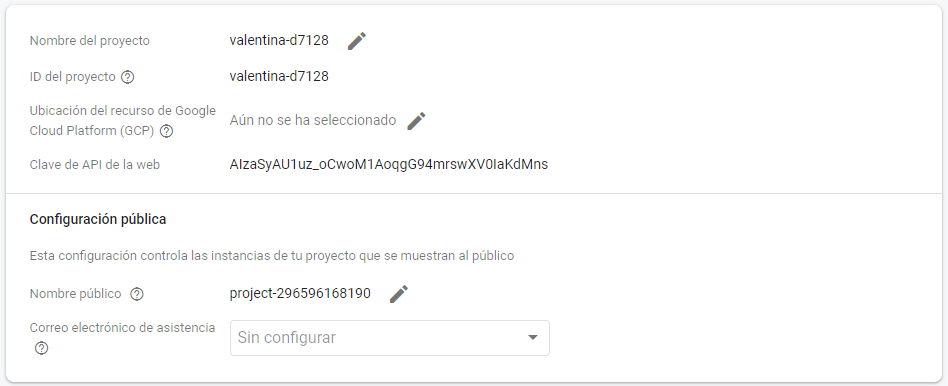 Nombre del proyecto valentina-d7128
ID del proyecto valentina-d7128
Ubicación del recurso de Google
Cloud Platform (GCP) Aún no se ha seleccionado
Clave de API de la web AIzaSyAU1uz_oCwoM1AoqgG94mrswXV0IaKdMns
Configuración pública
Esta configuración controla las instancias de tu proyecto que se muestran al público
Nombre público project-296596168190
Correo electrónico de asistencia
Sin configurar